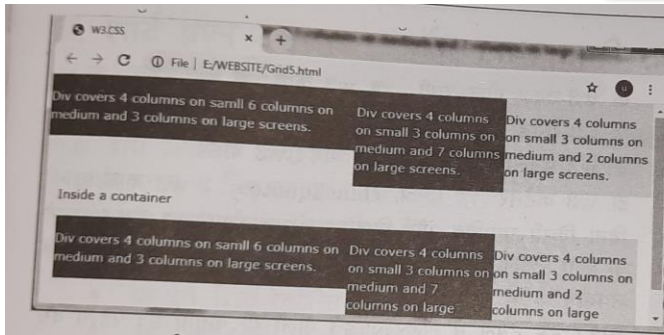 W3.CSS
File | E:/WEBSITE/Grid5.html
Div covers 4 columns on samll 6 columns on
medium and 3 columns on large screens.
Div covers 4 columns
on small 3 columns on
medium and 7 columns
on large screens.
Div covers 4 columns
on small 3 columns on
medium and 2 columns
on large screens.
Inside a container
Div covers 4 columns on samll 6 columns on
medium and 3 columns on large screens.
Div covers 4 columns
on small 3 columns on
medium and 7
columns on large
Div covers 4 columns
on small 3 columns on
medium and 2
columns on large